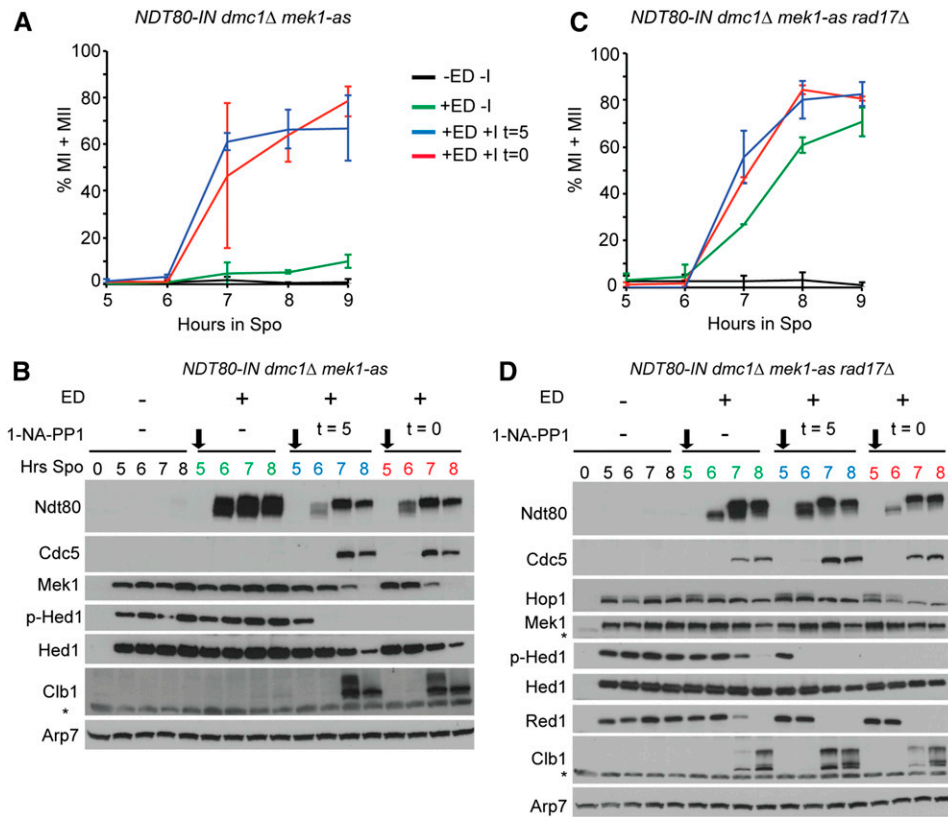 A
NDT80-IN dmc1Δ mek1-as
% MI + MII
100
80
60
40
20
0
5 6 7 8 9
Hours in Spo
-ED -I
+ED -I
+ED +I t=5
+ED +I t=0
C
NDT80-IN dmc1Δ mek1-as rad17Δ
% MI + MII
100
80
60
40
20
0
5 6 7 8 9
Hours in Spo
B
NDT80-IN dmc1Δ mek1-as
ED - + + +
1-NA-PP1 - - t = 5 t = 0
Hrs Spo 0 5 6 7 8 5 6 7 8 5 6 7 8 5 6 7 8
Ndt80
Cdc5
Mek1
p-Hed1
Hed1
Clb1
*
Arp7
D
NDT80-IN dmc1Δ mek1-as rad17Δ
ED - + + +
1-NA-PP1 - - t = 5 t = 0
Hrs Spo 0 5 6 7 8 5 6 7 8 5 6 7 8 5 6 7 8
Ndt80
Cdc5
Hop1
Mek1
*
p-Hed1
Hed1
Red1
Clb1
*
Arp7